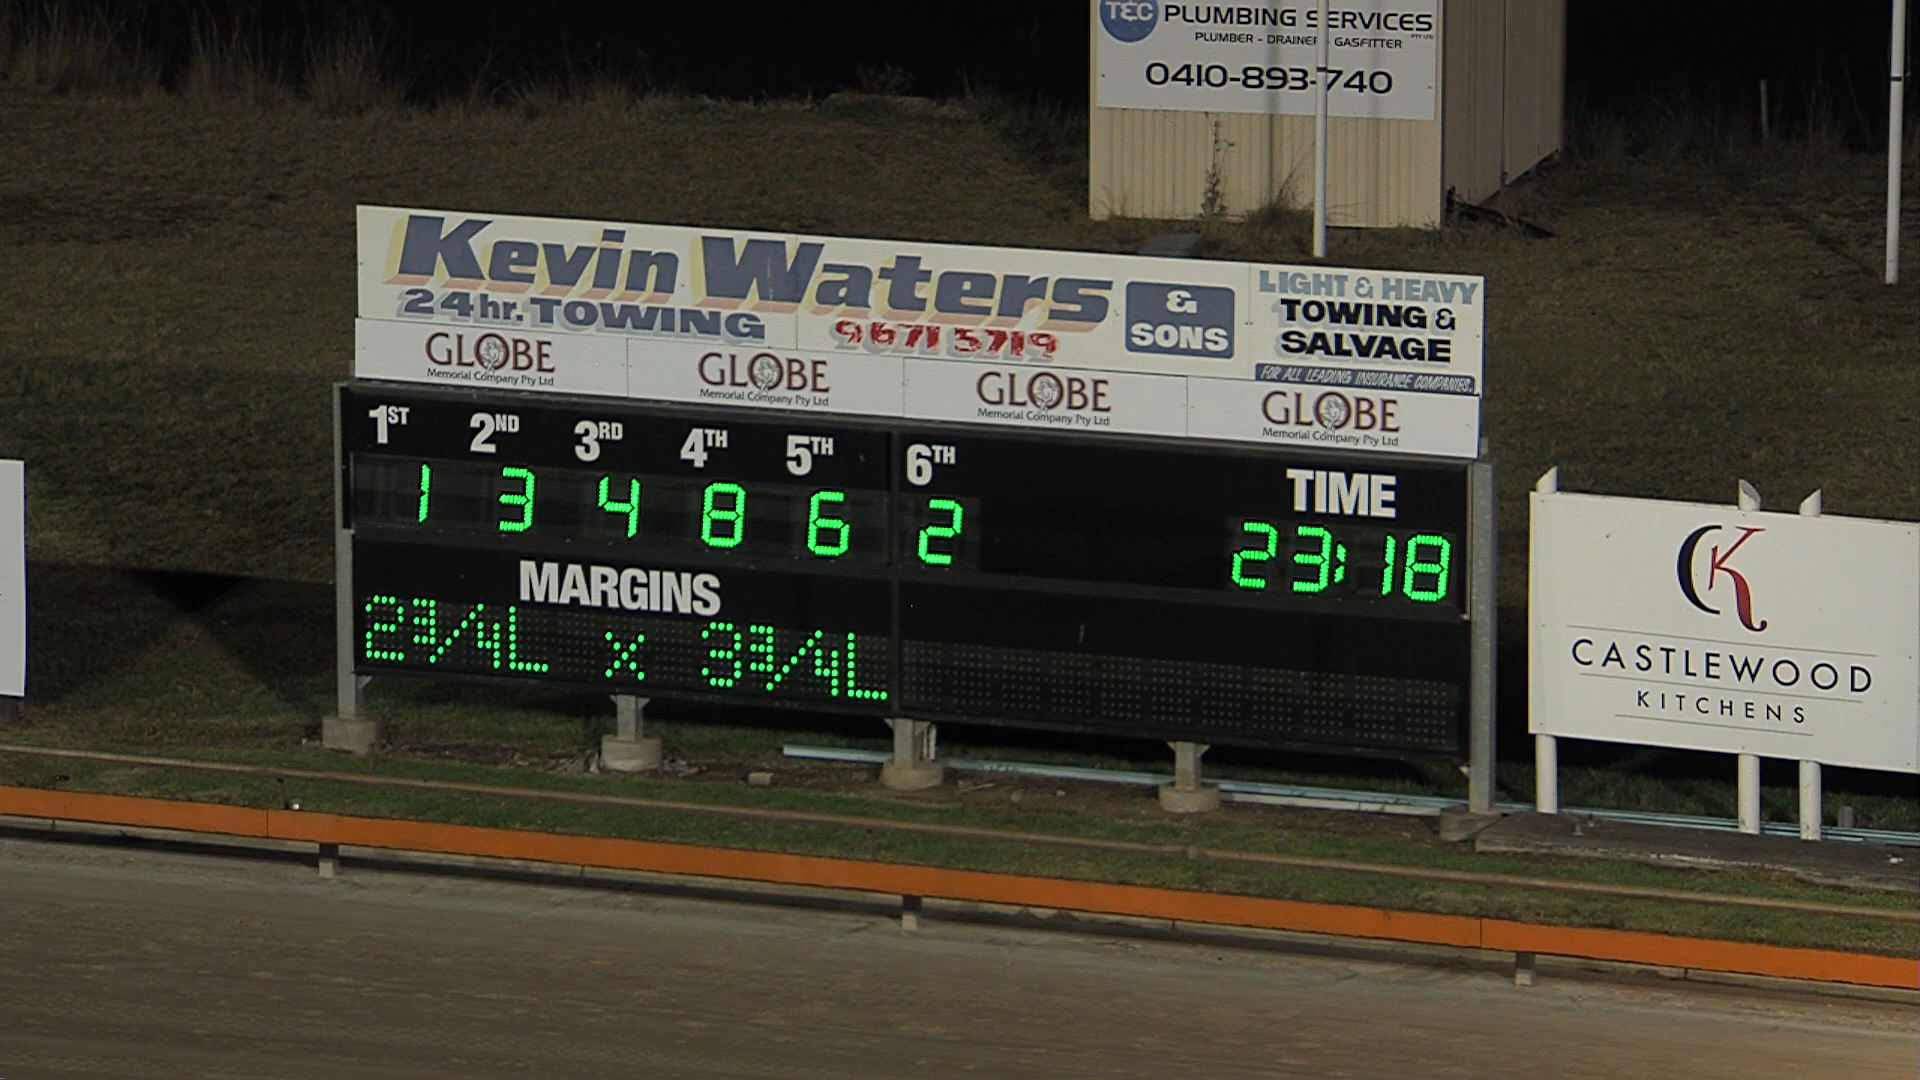 TEC PLUMBING SERVICES PTY LTD
PLUMBER - DRAINER - GASFITTER
0410-893-740
Kevin Waters & SONS
24hr. TOWING
9671 5719
LIGHT & HEAVY
TOWING &
SALVAGE
FOR ALL LEADING INSURANCE COMPANIES.
GLOBE
Memorial Company Pty Ltd
GLOBE
Memorial Company Pty Ltd
GLOBE
Memorial Company Pty Ltd
GLOBE
Memorial Company Pty Ltd
1ST 2ND 3RD 4TH 5TH 6TH TIME
1 3 4 8 6 2 23:18
MARGINS
2¾L x 3¾L
CK
CASTLEWOOD
KITCHENS